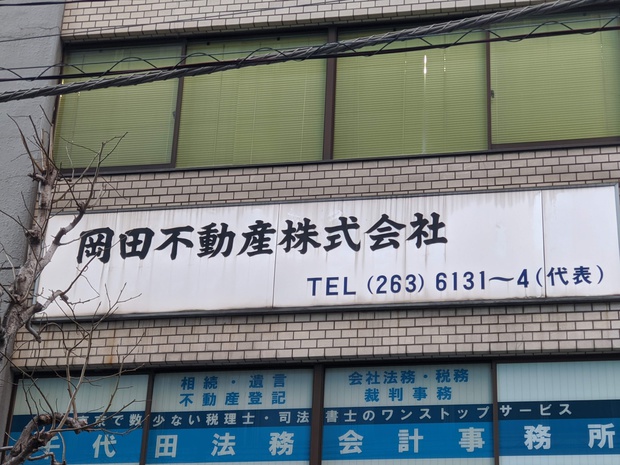 岡田不動産株式会社
TEL (263) 6131〜4 (代表)
相続・遺言
不動産登記
会社法務・税務
裁判事務
東京で数少ない税理士・司法書士のワンストップサービス
代田法務会計事務所